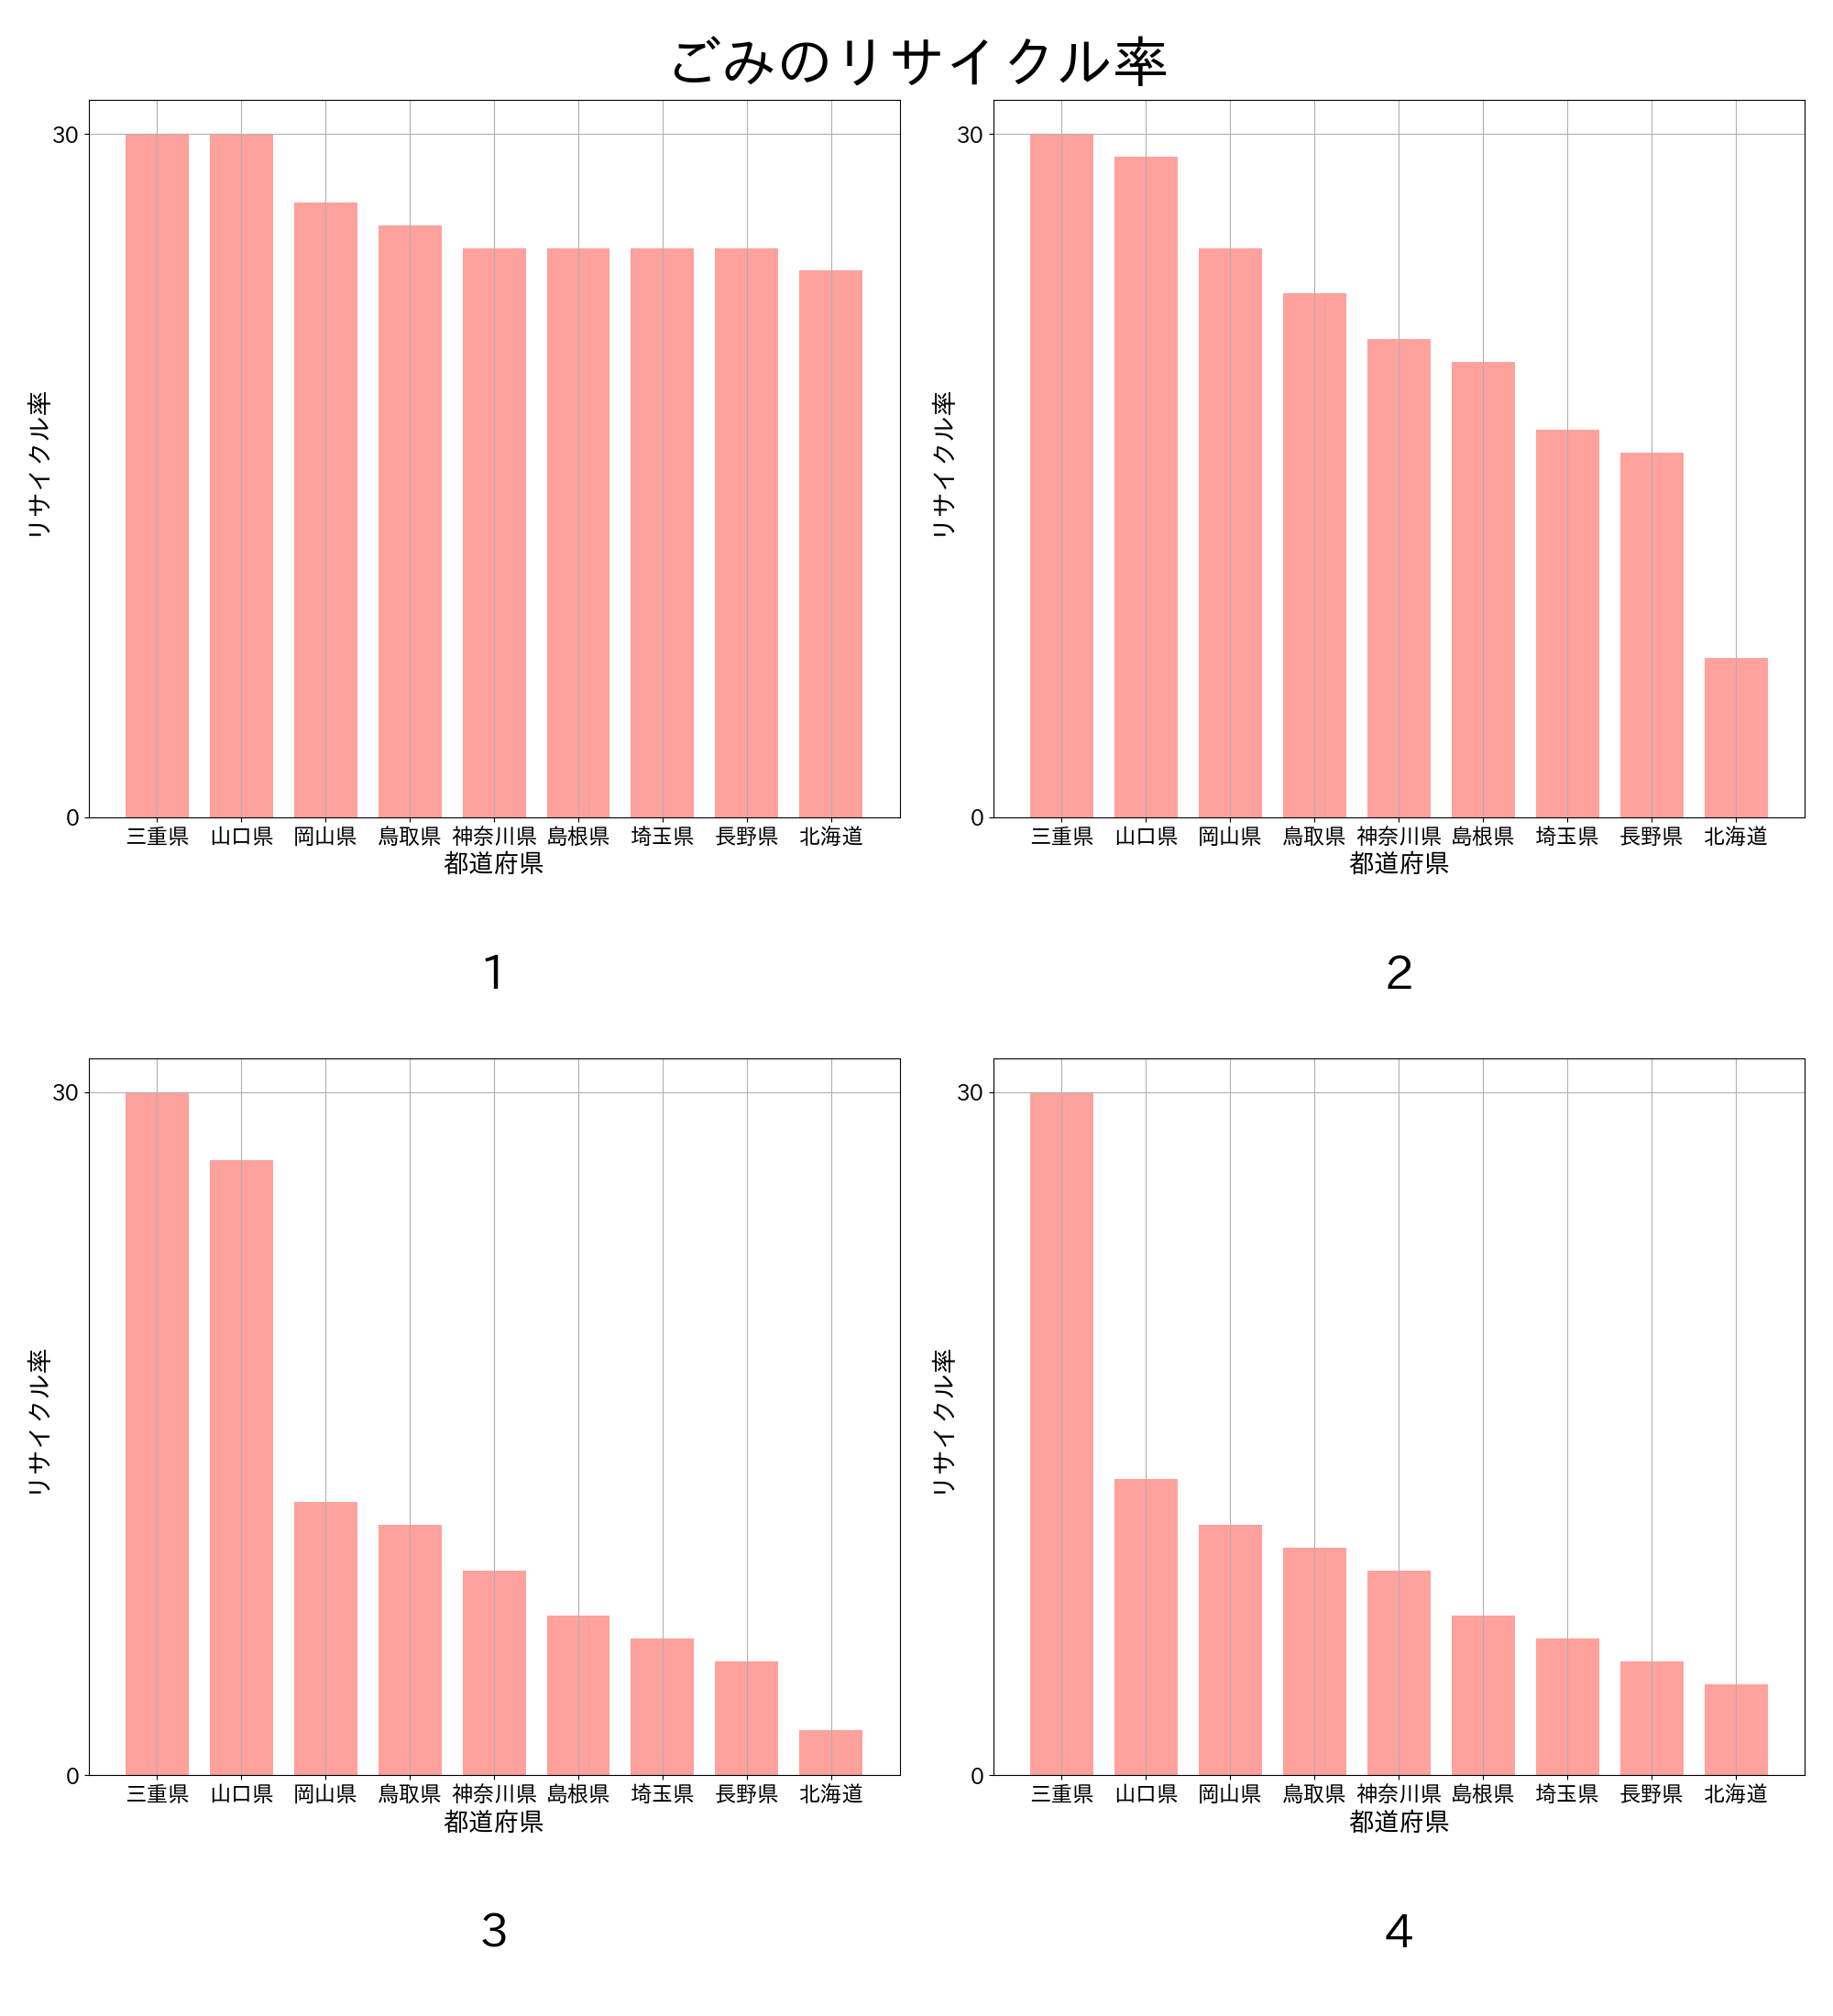 ごみのリサイクル率
30
0
リサイクル率
三重県 山口県 岡山県 鳥取県 神奈川県 島根県 埼玉県 長野県 北海道
都道府県
1
30
0
リサイクル率
三重県 山口県 岡山県 鳥取県 神奈川県 島根県 埼玉県 長野県 北海道
都道府県
2
30
0
リサイクル率
三重県 山口県 岡山県 鳥取県 神奈川県 島根県 埼玉県 長野県 北海道
都道府県
3
30
0
リサイクル率
三重県 山口県 岡山県 鳥取県 神奈川県 島根県 埼玉県 長野県 北海道
都道府県
4